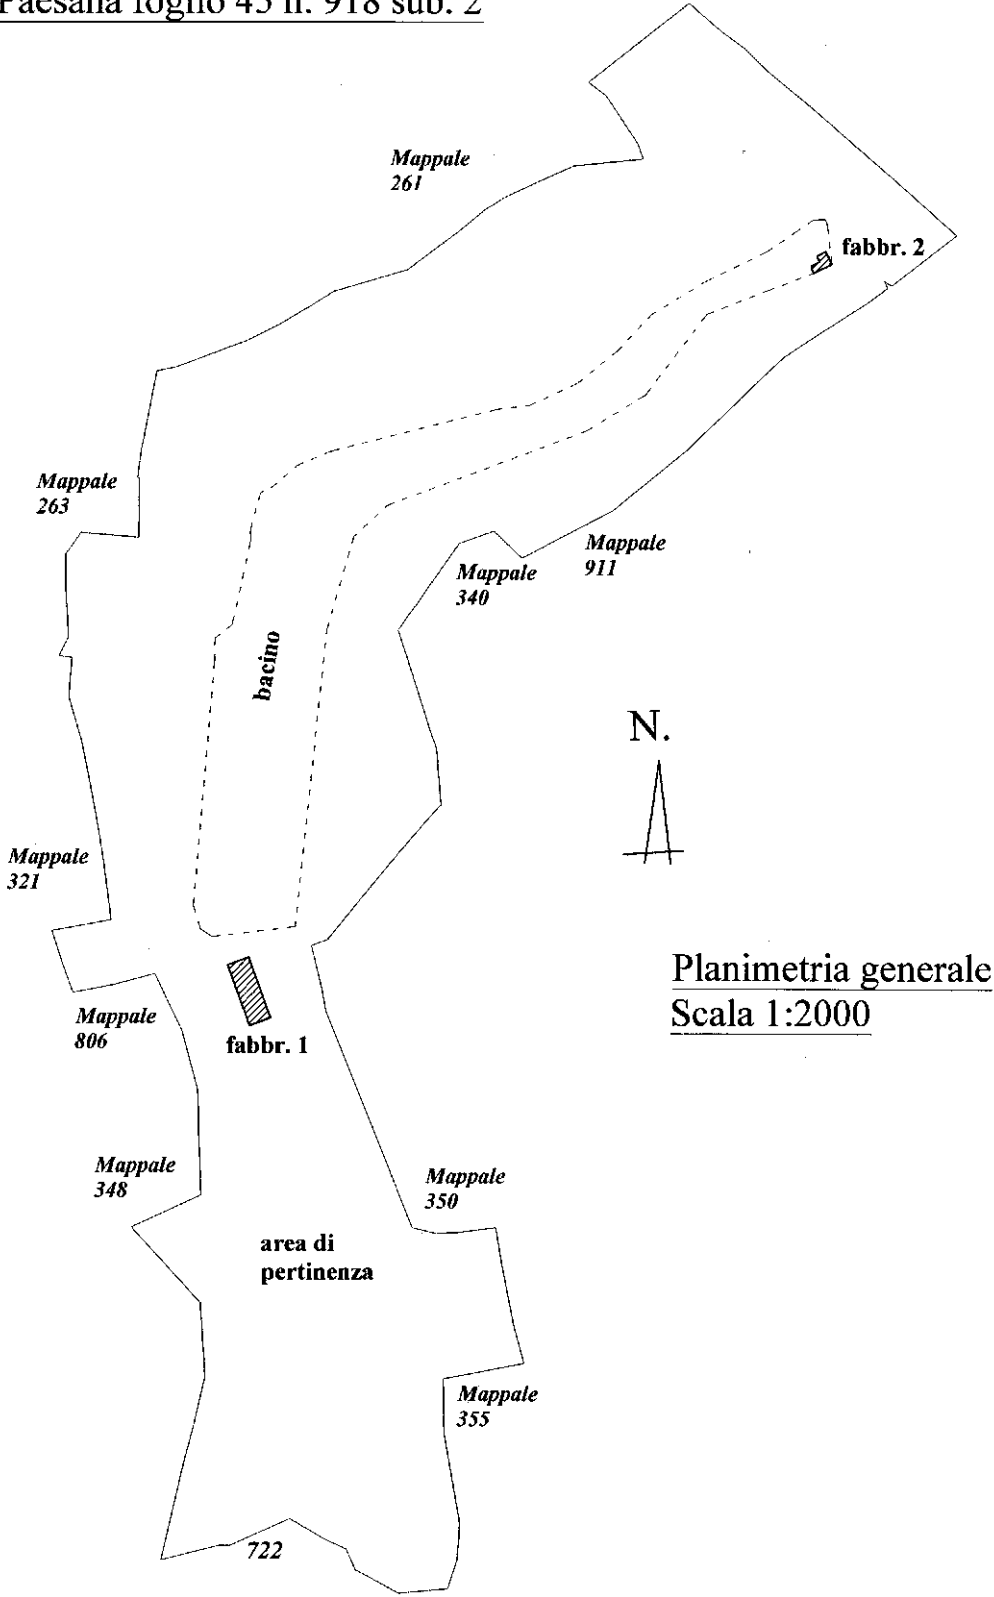 Paesana foglio 45 n. 918 sub. 2
Mappale
261
fabbr. 2
Mappale
263
Mappale
911
Mappale
340
bacino
N.
Mappale
321
Planimetria generale
Scala 1:2000
Mappale
806
fabbr. 1
Mappale
348
Mappale
350
area di
pertinenza
Mappale
355
722